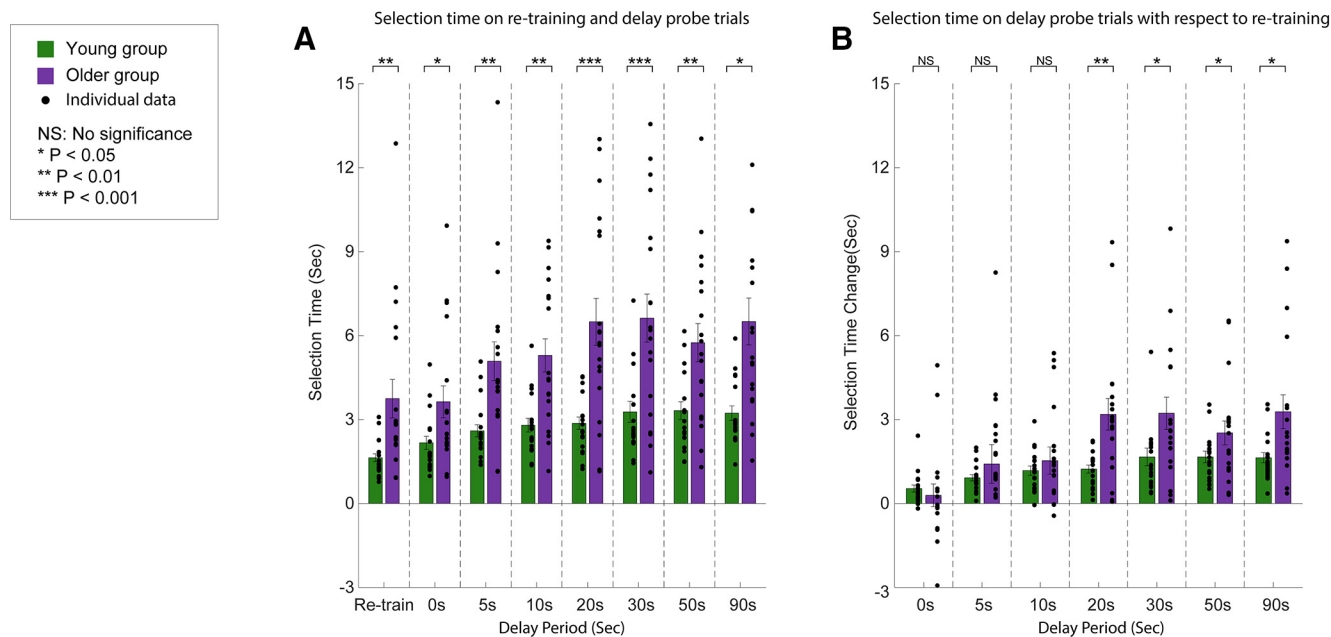 Selection time on re-training and delay probe trials
Selection time on delay probe trials with respect to re-training
A
B
Young group
Older group
Individual data
NS: No significance
* P < 0.05
** P < 0.01
*** P < 0.001
** * ** ** *** *** ** *
NS NS NS ** * * *
Selection Time (Sec)
15
12
9
6
3
0
-3
Re-train 0s 5s 10s 20s 30s 50s 90s
Delay Period (Sec)
Selection Time Change(Sec)
15
12
9
6
3
0
-3
0s 5s 10s 20s 30s 50s 90s
Delay Period (Sec)